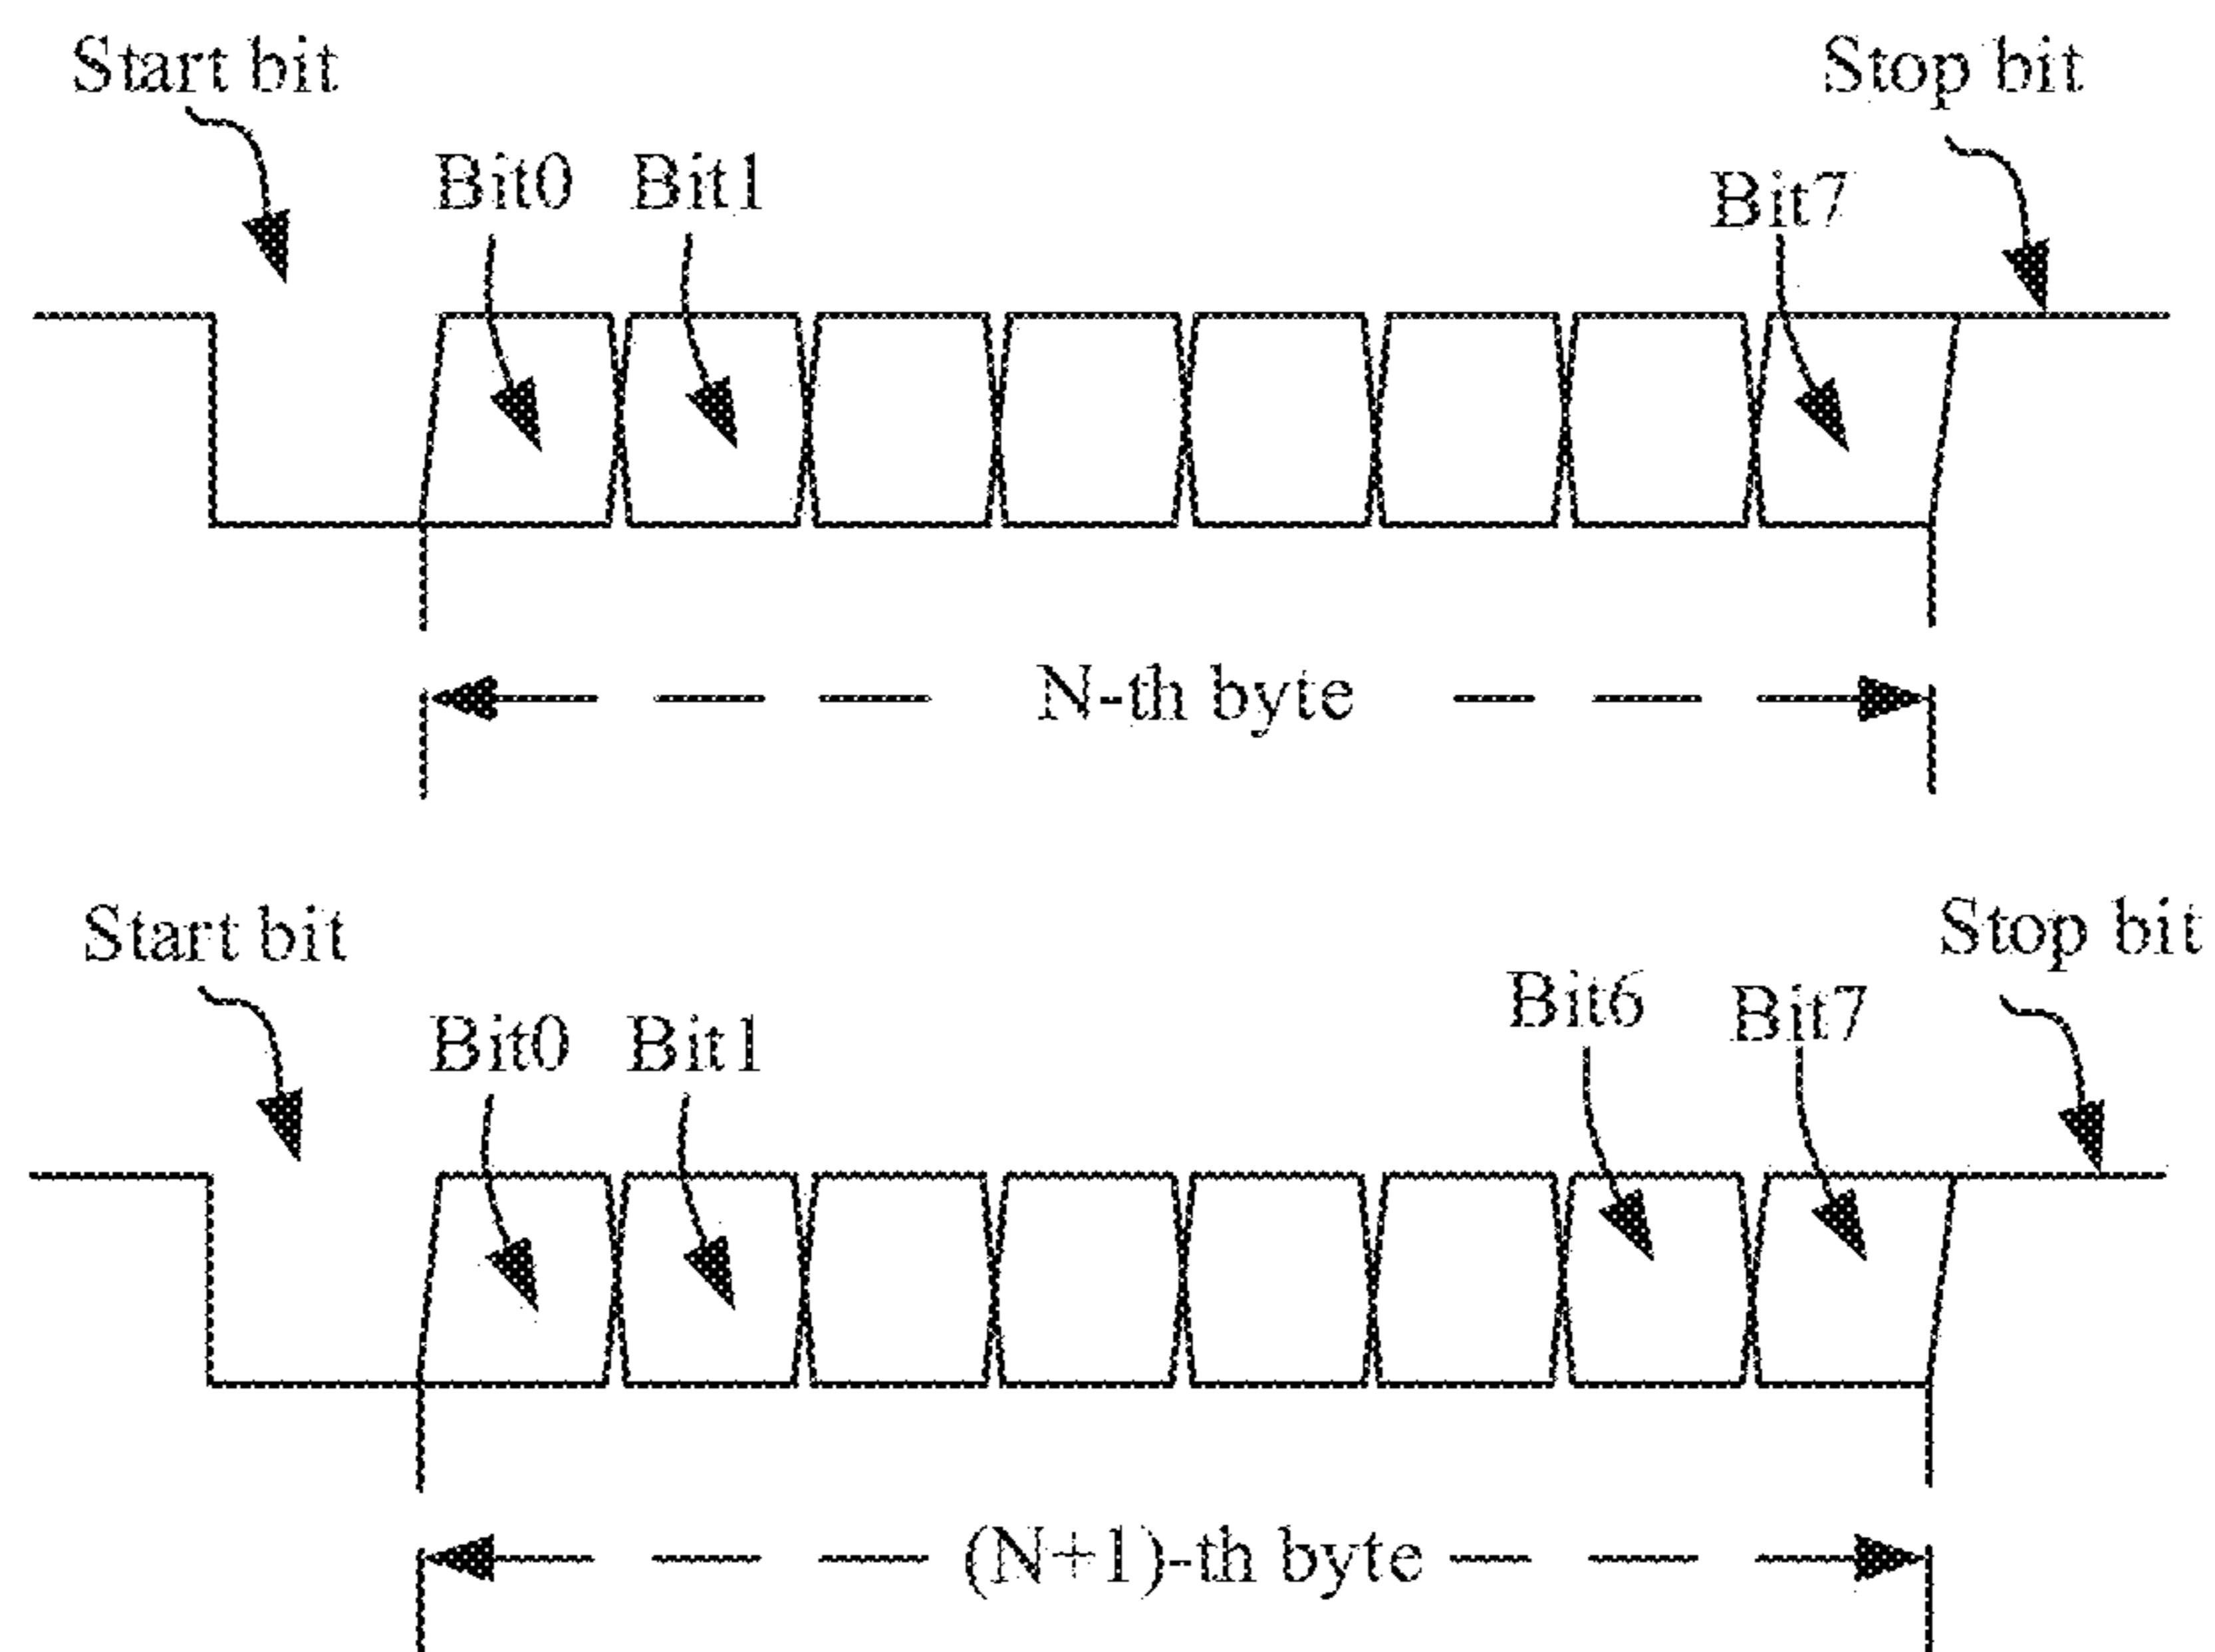 Start bit
Stop bit
Bit0 Bit1
Bit7
N-th byte
Start bit
Stop bit
Bit6
Bit7
Bit0 Bit1
(N+1)-th byte